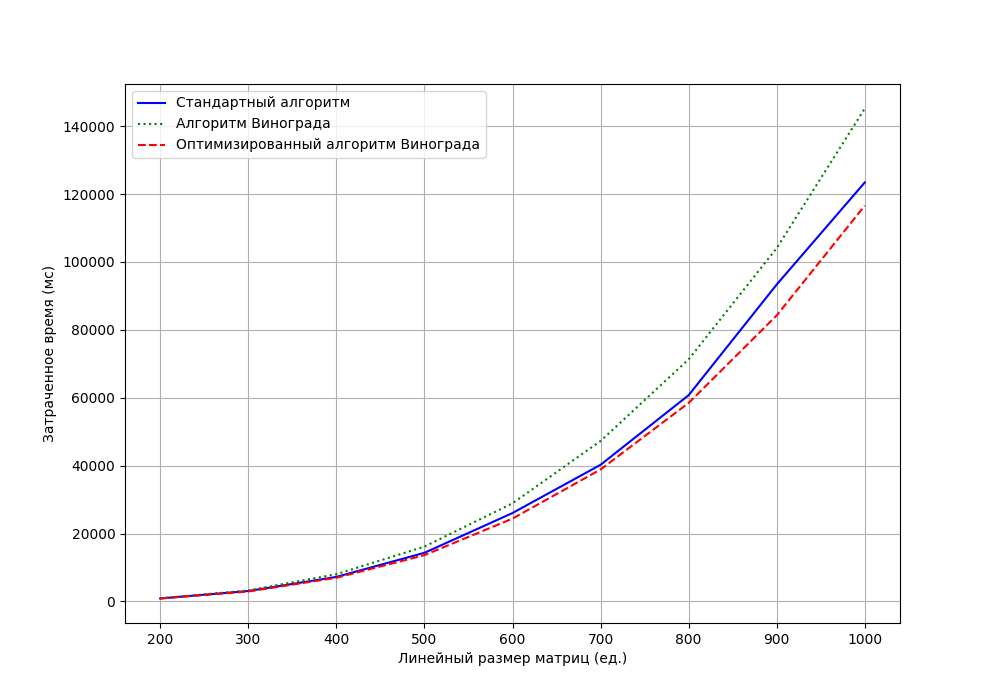 Стандартный алгоритм
Алгоритм Винограда
Оптимизированный алгоритм Винограда
Затраченное время (мс)
140000
120000
100000
80000
60000
40000
20000
0
200 300 400 500 600 700 800 900 1000
Линейный размер матриц (ед.)